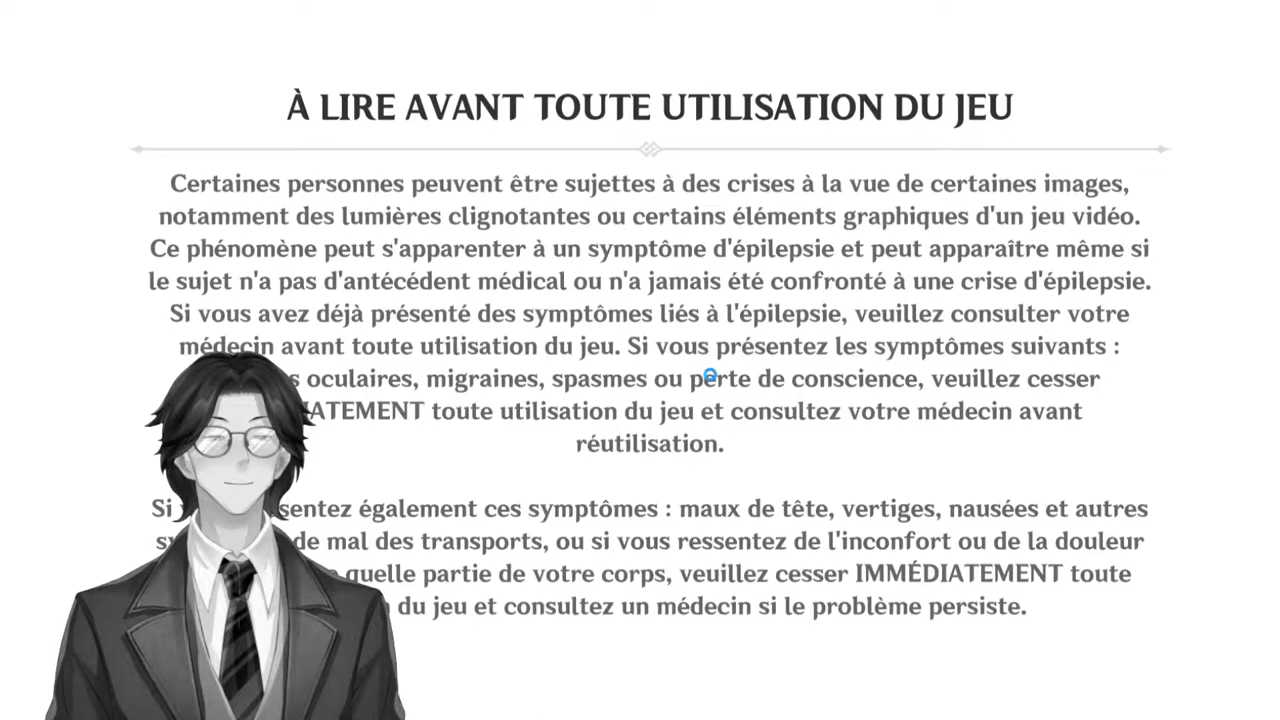 À LIRE AVANT TOUTE UTILISATION DU JEU
Certaines personnes peuvent être sujettes à des crises à la vue de certaines images,
notamment des lumières clignotantes ou certains éléments graphiques d'un jeu vidéo.
Ce phénomène peut s'apparenter à un symptôme d'épilepsie et peut apparaître même si
le sujet n'a pas d'antécédent médical ou n'a jamais été confronté à une crise d'épilepsie.
Si vous avez déjà présenté des symptômes liés à l'épilepsie, veuillez consulter votre
médecin avant toute utilisation du jeu. Si vous présentez les symptômes suivants :
oculaires, migraines, spasmes ou perte de conscience, veuillez cesser
toute utilisation du jeu et consultez votre médecin avant
réutilisation.
Si également ces symptômes : maux de tête, vertiges, nausées et autres
de mal des transports, ou si vous ressentez de l'inconfort ou de la douleur
quelle partie de votre corps, veuillez cesser IMMÉDIATEMENT toute
du jeu et consultez un médecin si le problème persiste.